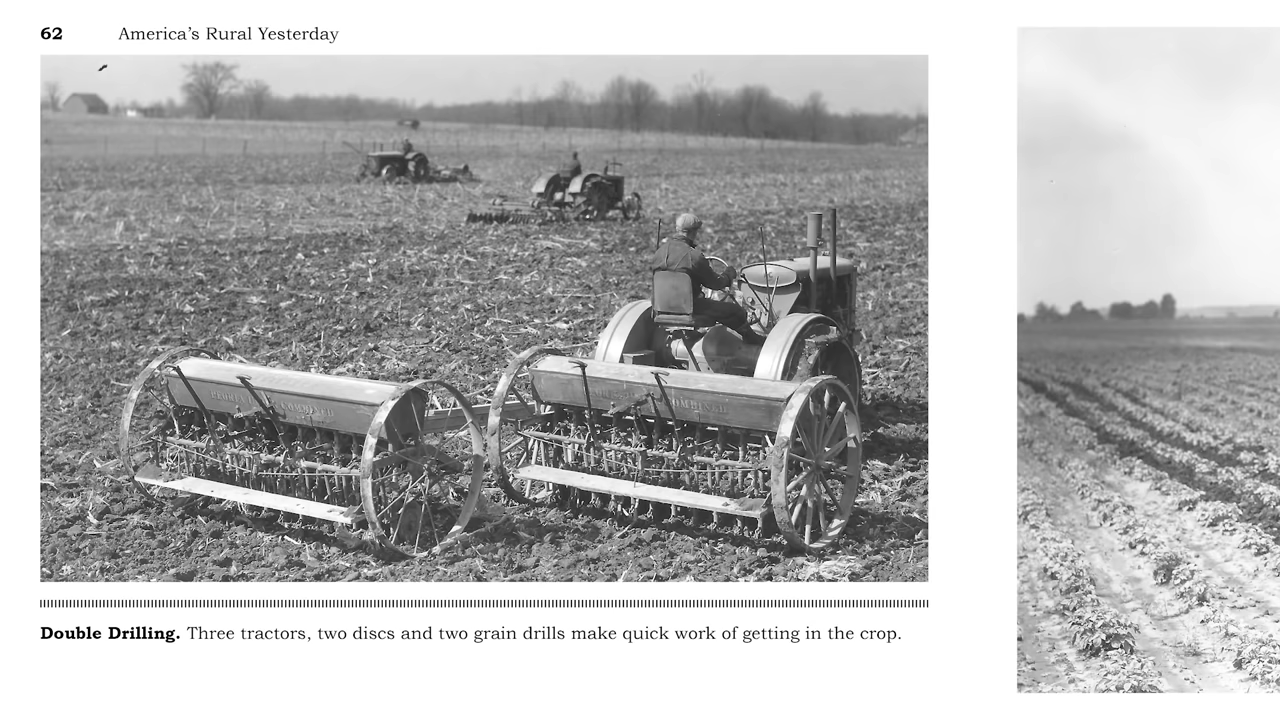 62 America's Rural Yesterday
Double Drilling. Three tractors, two discs and two grain drills make quick work of getting in the crop.